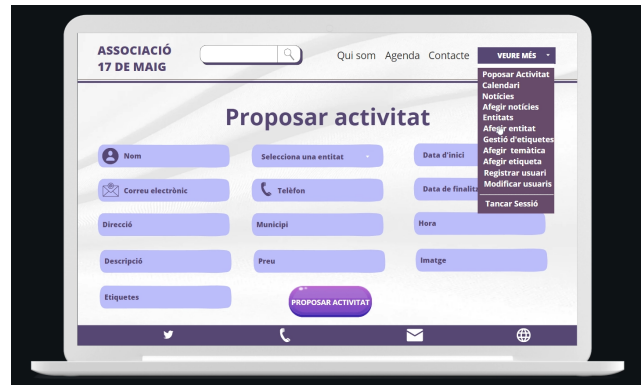 ASSOCIACIÓ
17 DE MAIG
Qui som Agenda Contacte VEURE MÉS
Poposar Activitat
Calendari
Notícies
Afegir notícies
Entitats
Afegir entitat
Gestió d'etiquetes
Afegir temàtica
Afegir etiqueta
Registrar usuari
Modificar usuaris
Tancar Sessió
Proposar activitat
Nom
Selecciona una entitat
Data d'inici
Correu electrònic
Telèfon
Data de
Direcció
Municipi
Hora
Descripció
Preu
Imatge
Etiquetes
PROPOSAR ACTIVITAT